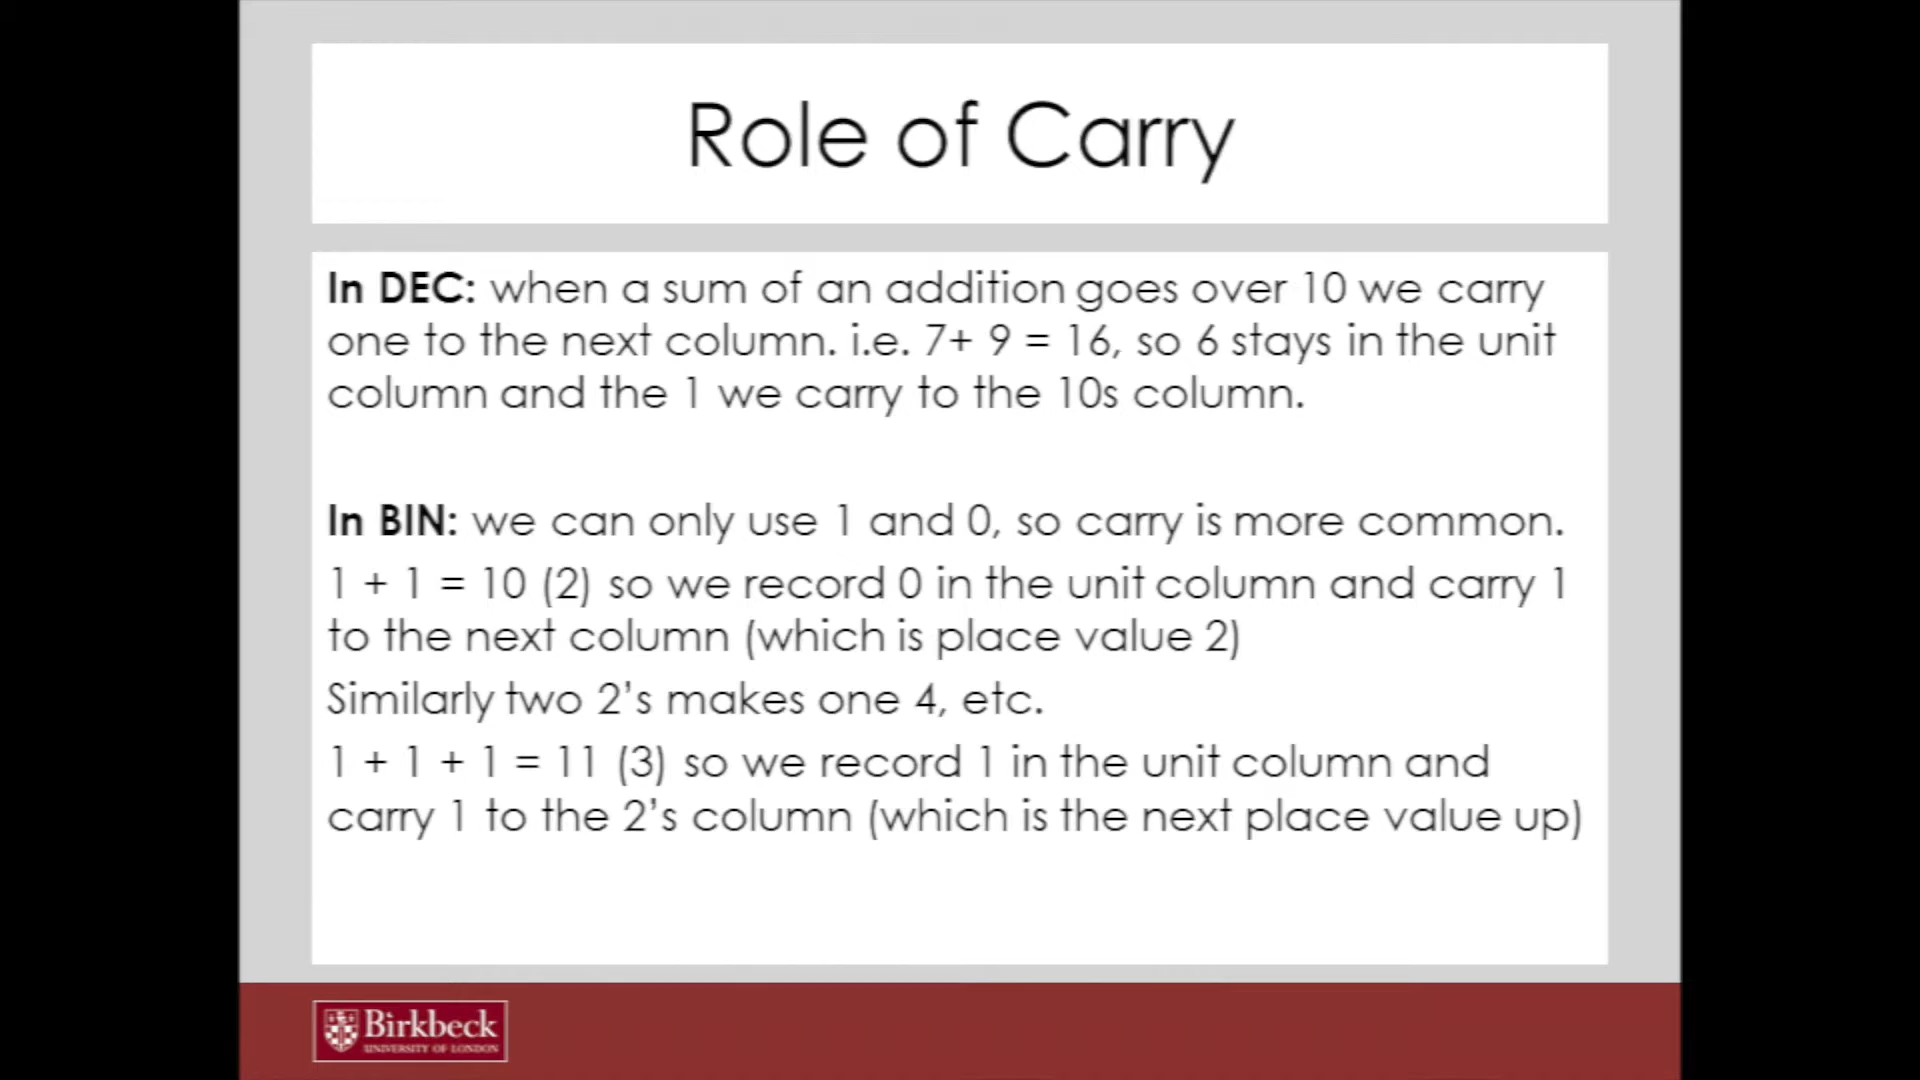 Role of Carry
In DEC: when a sum of an addition goes over 10 we carry
one to the next column. i.e. 7+ 9 = 16, so 6 stays in the unit
column and the 1 we carry to the 10s column.
In BIN: we can only use 1 and 0, so carry is more common.
1 + 1 = 10 (2) so we record 0 in the unit column and carry 1
to the next column (which is place value 2)
Similarly two 2's makes one 4, etc.
1 + 1 + 1 = 11 (3) so we record 1 in the unit column and
carry 1 to the 2's column (which is the next place value up)
Birkbeck
UNIVERSITY OF LONDON